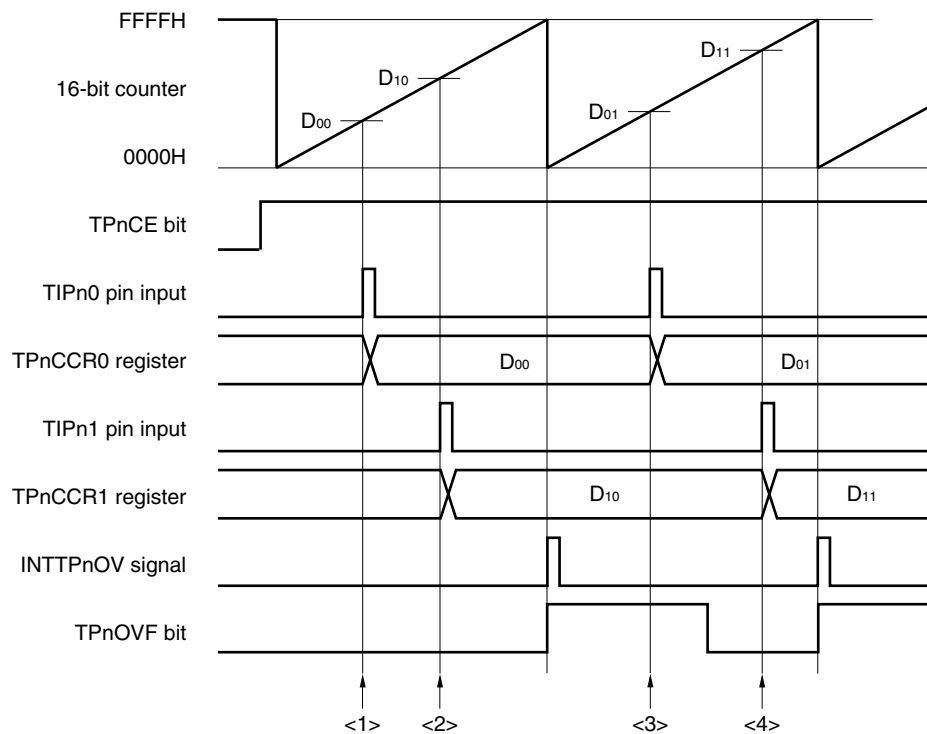 FFFFH
D11
D10
16-bit counter
D01
D00
0000H
TPnCE bit
TIPn0 pin input
TPnCCR0 register
D00
D01
TIPn1 pin input
TPnCCR1 register
D10
D11
INTTPnOV signal
TPnOVF bit
<1>
<2>
<3>
<4>